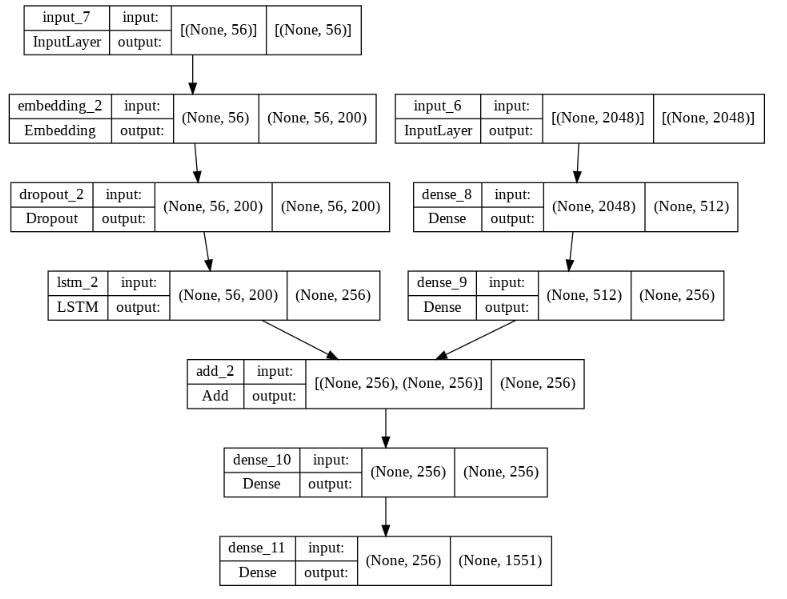 input_7 input: [(None, 56)] [(None, 56)]
InputLayer output:
embedding_2 input: (None, 56) (None, 56, 200)
Embedding output:
input_6 input: [(None, 2048)] [(None, 2048)]
InputLayer output:
dropout_2 input: (None, 56, 200) (None, 56, 200)
Dropout output:
dense_8 input: (None, 2048) (None, 512)
Dense output:
lstm_2 input: (None, 56, 200) (None, 256)
LSTM output:
dense_9 input: (None, 512) (None, 256)
Dense output:
add_2 input: [(None, 256), (None, 256)] (None, 256)
Add output:
dense_10 input: (None, 256) (None, 256)
Dense output:
dense_11 input: (None, 256) (None, 1551)
Dense output: